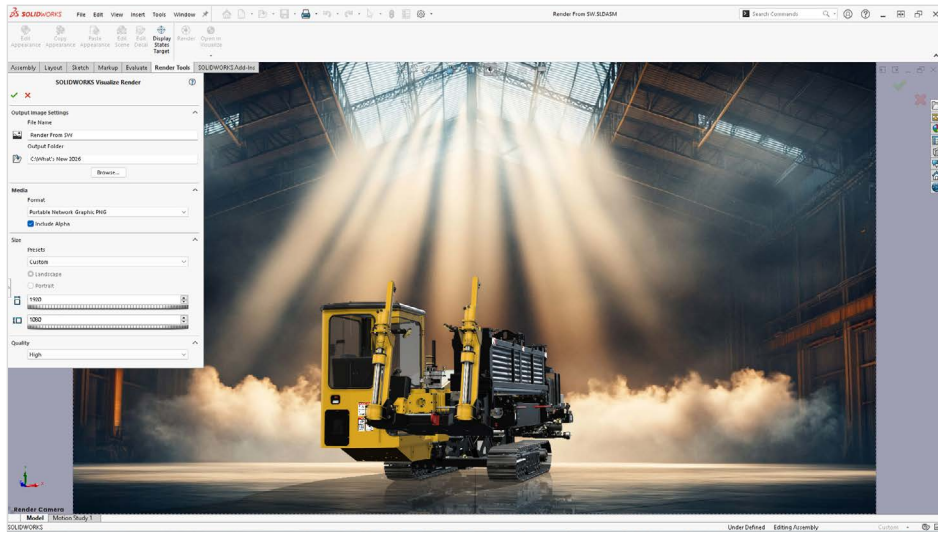 SOLIDWORKS File Edit View Insert Tools Window
Render From SW.SLDASM
Search Commands
Edit Appearance
Copy Appearance
Paste Appearance
Edit Scene
Edit Decal
Display States Target
Render
Open in Visualize
Assembly Layout Sketch Markup Evaluate Render Tools SOLIDWORKS Add-Ins
SOLIDWORKS Visualize Render
Output Image Settings
File Name
Render From SW
Output Folder
C:\What's New 2026
Browse...
Media
Format
Portable Network Graphic PNG
Include Alpha
Size
Presets
Custom
Landscape
Portrait
1920
1080
Quality
High
Render Camera
Model Motion Study 1
SOLIDWORKS
Under Defined Editing Assembly Custom